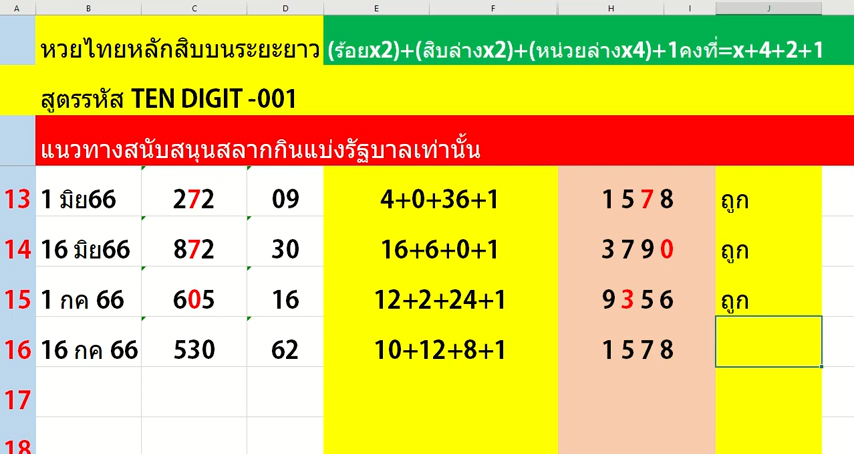 A B C D E F H I J
หวยไทยหลักสิบบนระยะยาว (ร้อยx2)+(สิบล่างx2)+(หน่วยล่างx4)+1คงที่=x+4+2+1
สูตรรหัส TEN DIGIT -001
แนวทางสนับสนุนสลากกินแบ่งรัฐบาลเท่านั้น
13 1 มิย66 272 09 4+0+36+1 1 5 7 8 ถูก
14 16 มิย66 872 30 16+6+0+1 3 7 9 0 ถูก
15 1 กค 66 605 16 12+2+24+1 9 3 5 6 ถูก
16 16 กค 66 530 62 10+12+8+1 1 5 7 8
17
18